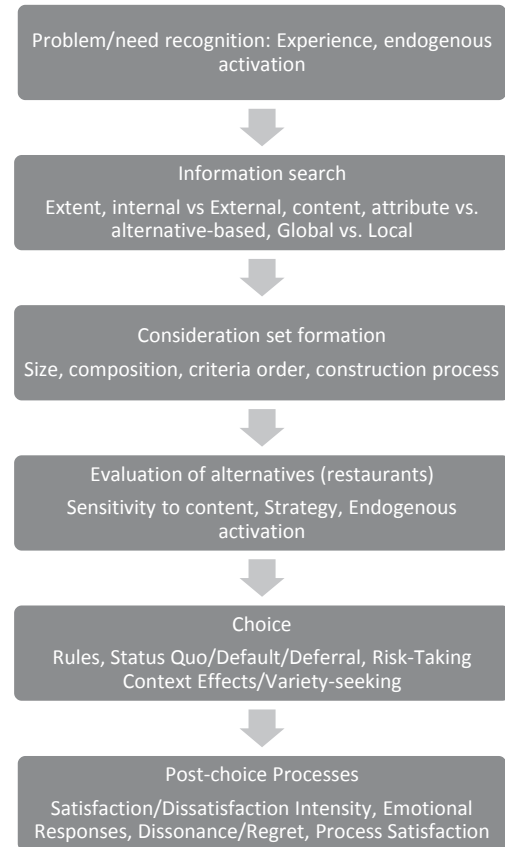 Problem/need recognition: Experience, endogenous
activation
Information search
Extent, internal vs External, content, attribute vs.
alternative-based, Global vs. Local
Consideration set formation
Size, composition, criteria order, construction process
Evaluation of alternatives (restaurants)
Sensitivity to content, Strategy, Endogenous
activation
Choice
Rules, Status Quo/Default/Deferral, Risk-Taking
Context Effects/Variety-seeking
Post-choice Processes
Satisfaction/Dissatisfaction Intensity, Emotional
Responses, Dissonance/Regret, Process Satisfaction